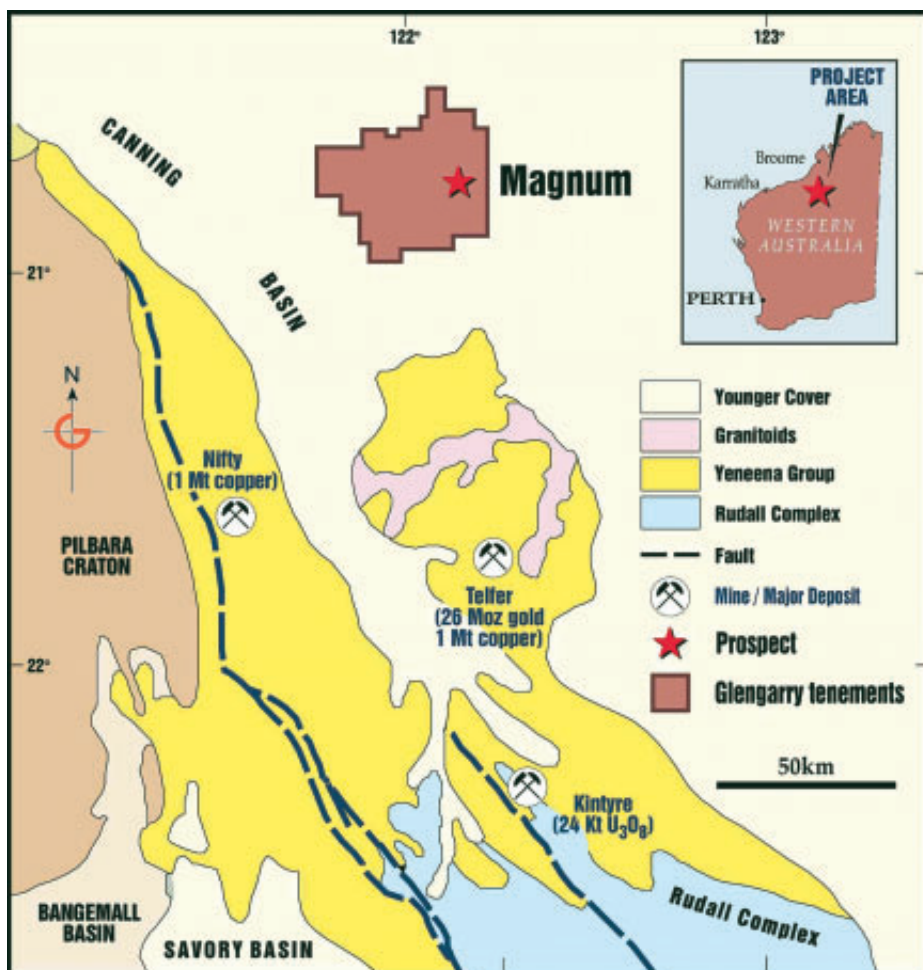 122°
123°
CANNING
BASIN
Magnum
PROJECT
AREA
Broome
Karratha
WESTERN
AUSTRALIA
PERTH
21°
N
G
Nifty
(1 Mt copper)
PILBARA
CRATON
Telfer
(26 Moz gold
1 Mt copper)
Younger Cover
Granitoids
Yeneena Group
Rudall Complex
Fault
Mine / Major Deposit
Prospect
Glengarry tenements
22°
50km
Kintyre
(24 Kt U₃O₈)
Rudall Complex
BANGEMALL
BASIN
SAVORY BASIN